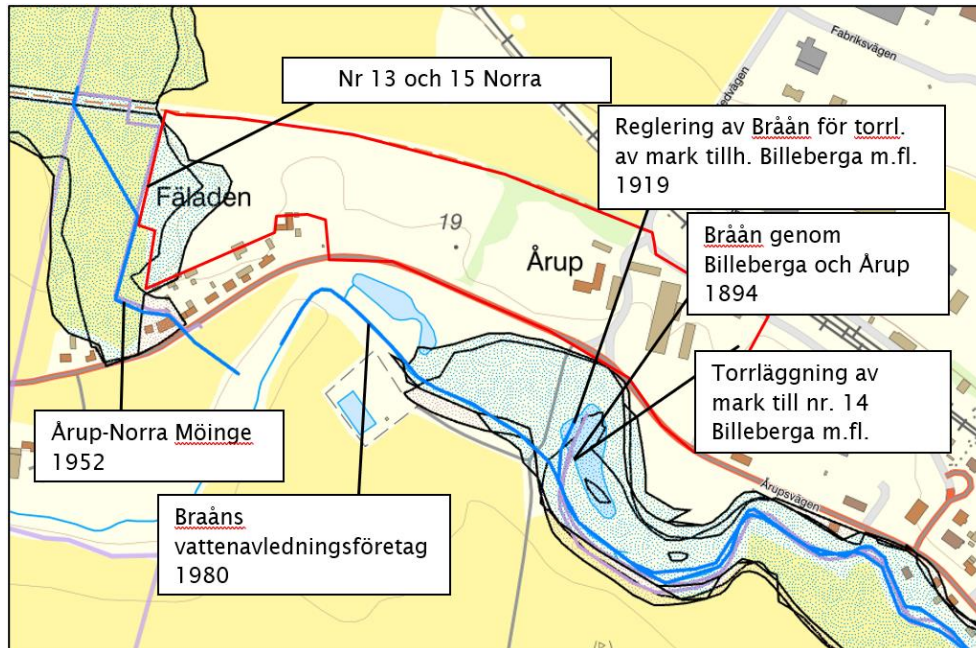 Fabriksvägen
edvägen
Nr 13 och 15 Norra
Reglering av Bråån för torrl.
av mark tillh. Billeberga m.fl.
1919
Fäladen
19
Årup
Bråån genom
Billeberga och Årup
1894
Torrläggning av
mark till nr. 14
Billeberga m.fl.
Årup-Norra Möinge
1952
Braåns
vattenavledningsföretag
1980
Årupsvägen